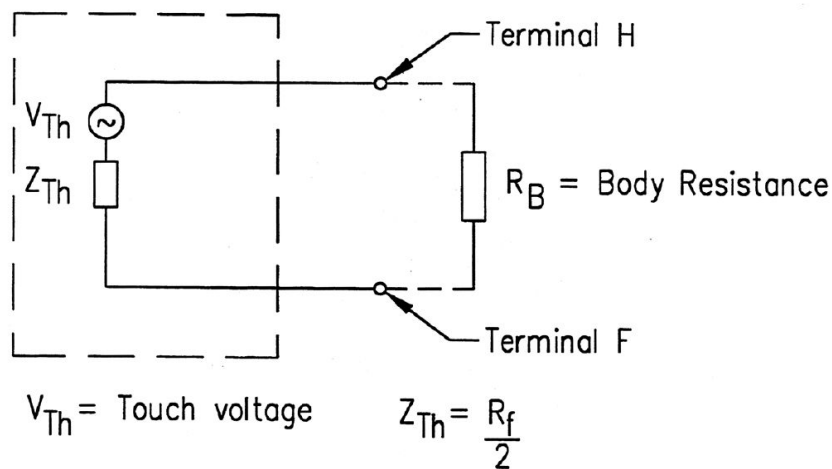 Terminal H
V_Th
Z_Th
R_B = Body Resistance
Terminal F
V_Th = Touch voltage
Z_Th = R_f
2